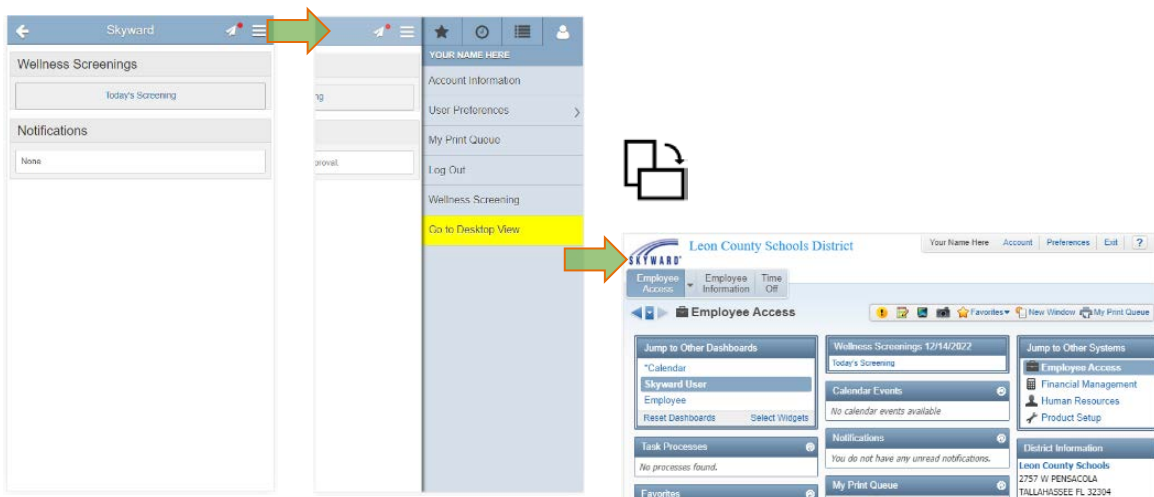 Skyward
Wellness Screenings
Today's Screening
Notifications
None
ng
proval.
YOUR NAME HERE
Account Information
User Preferences
My Print Queue
Log Out
Wellness Screening
Go to Desktop View
SKYWARD
Leon County Schools District
Your Name Here Account Preferences Exit ?
Employee Access
Employee Information
Time Off
Employee Access
Favorites New Window My Print Queue
Jump to Other Dashboards
*Calendar
Skyward User
Employee
Reset Dashboards Select Widgets
Task Processes
No processes found.
Favorites
Wellness Screenings 12/14/2022
Today's Screening
Calendar Events
No calendar events available
Notifications
You do not have any unread notifications.
My Print Queue
Jump to Other Systems
Employee Access
Financial Management
Human Resources
Product Setup
District Information
Leon County Schools
2757 W PENSACOLA
TALLAHASSEE FL 32304